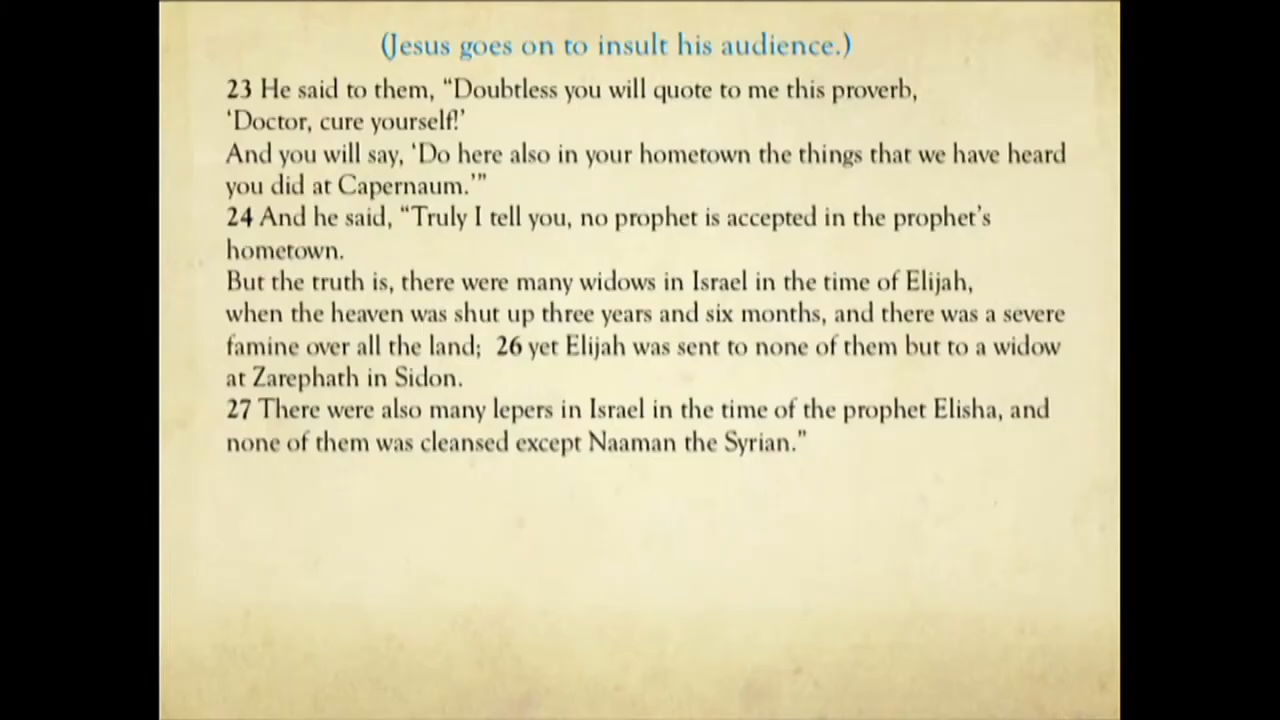 (Jesus goes on to insult his audience.)
23 He said to them, “Doubtless you will quote to me this proverb,
‘Doctor, cure yourself!’
And you will say, ‘Do here also in your hometown the things that we have heard
you did at Capernaum.’”
24 And he said, “Truly I tell you, no prophet is accepted in the prophet’s
hometown.
But the truth is, there were many widows in Israel in the time of Elijah,
when the heaven was shut up three years and six months, and there was a severe
famine over all the land;  26 yet Elijah was sent to none of them but to a widow
at Zarephath in Sidon.
27 There were also many lepers in Israel in the time of the prophet Elisha, and
none of them was cleansed except Naaman the Syrian.”